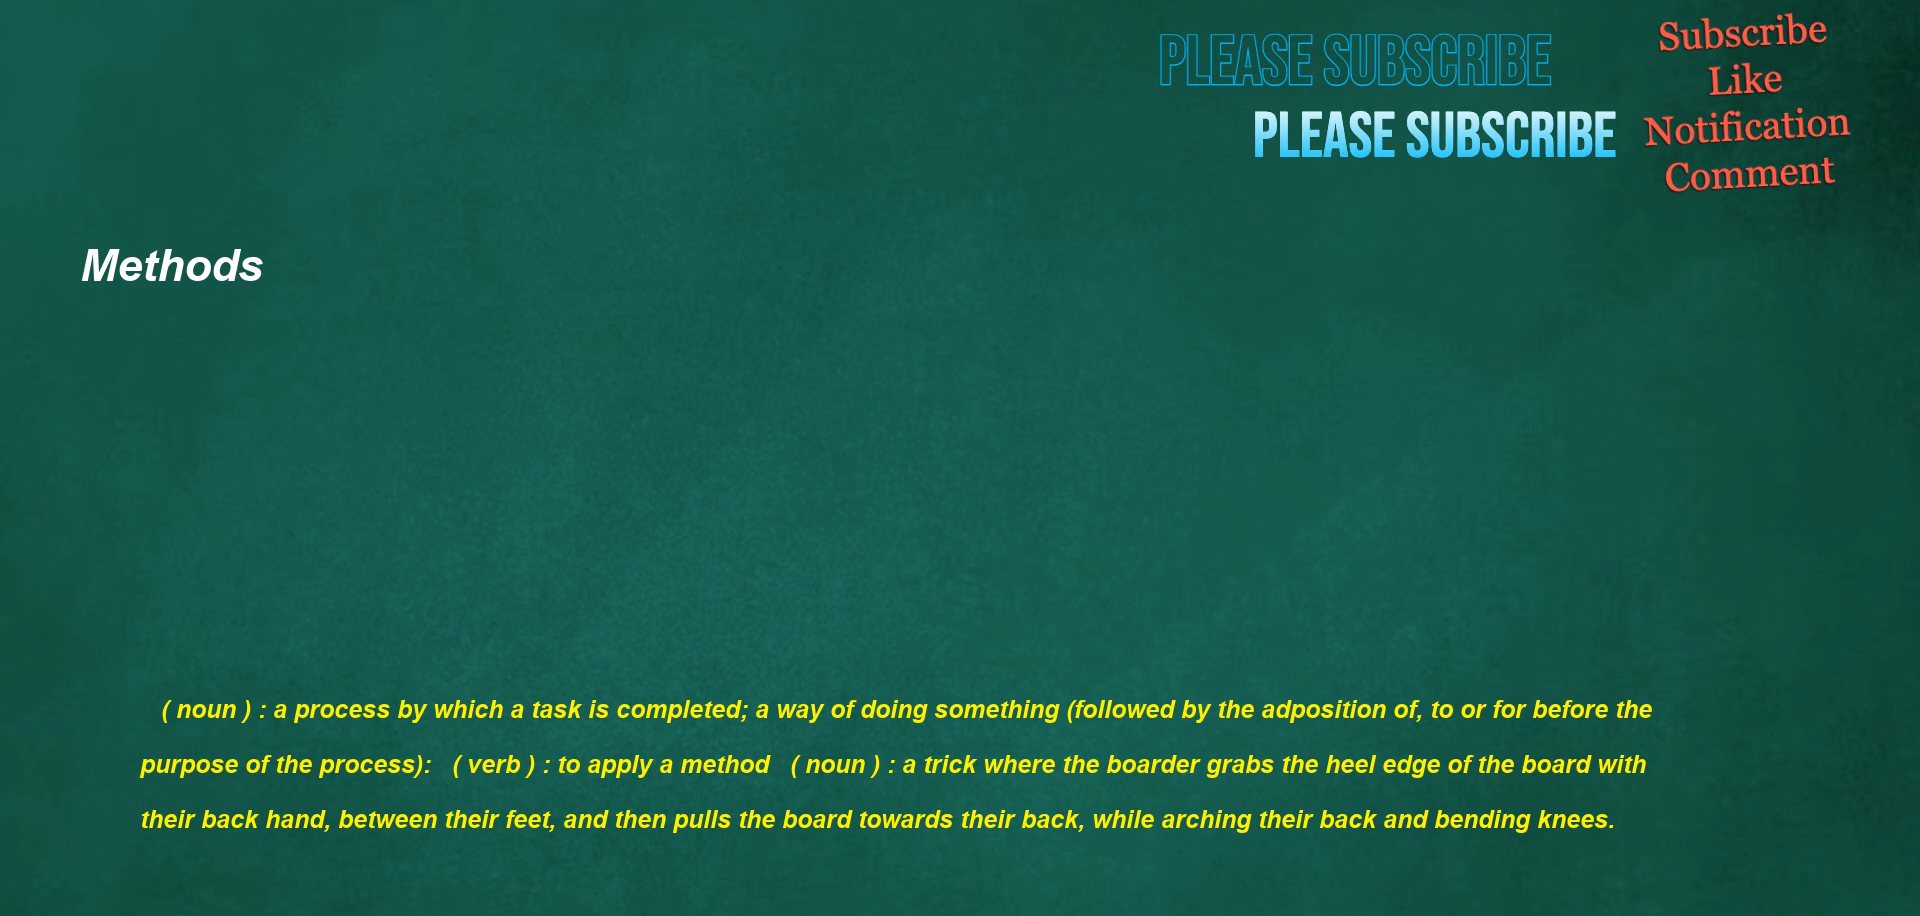 PLEASE SUBSCRIBE
PLEASE SUBSCRIBE
Subscribe
Like
Notification
Comment
Methods
( noun ) : a process by which a task is completed; a way of doing something (followed by the adposition of, to or for before the
purpose of the process):   ( verb ) : to apply a method   ( noun ) : a trick where the boarder grabs the heel edge of the board with
their back hand, between their feet, and then pulls the board towards their back, while arching their back and bending knees.